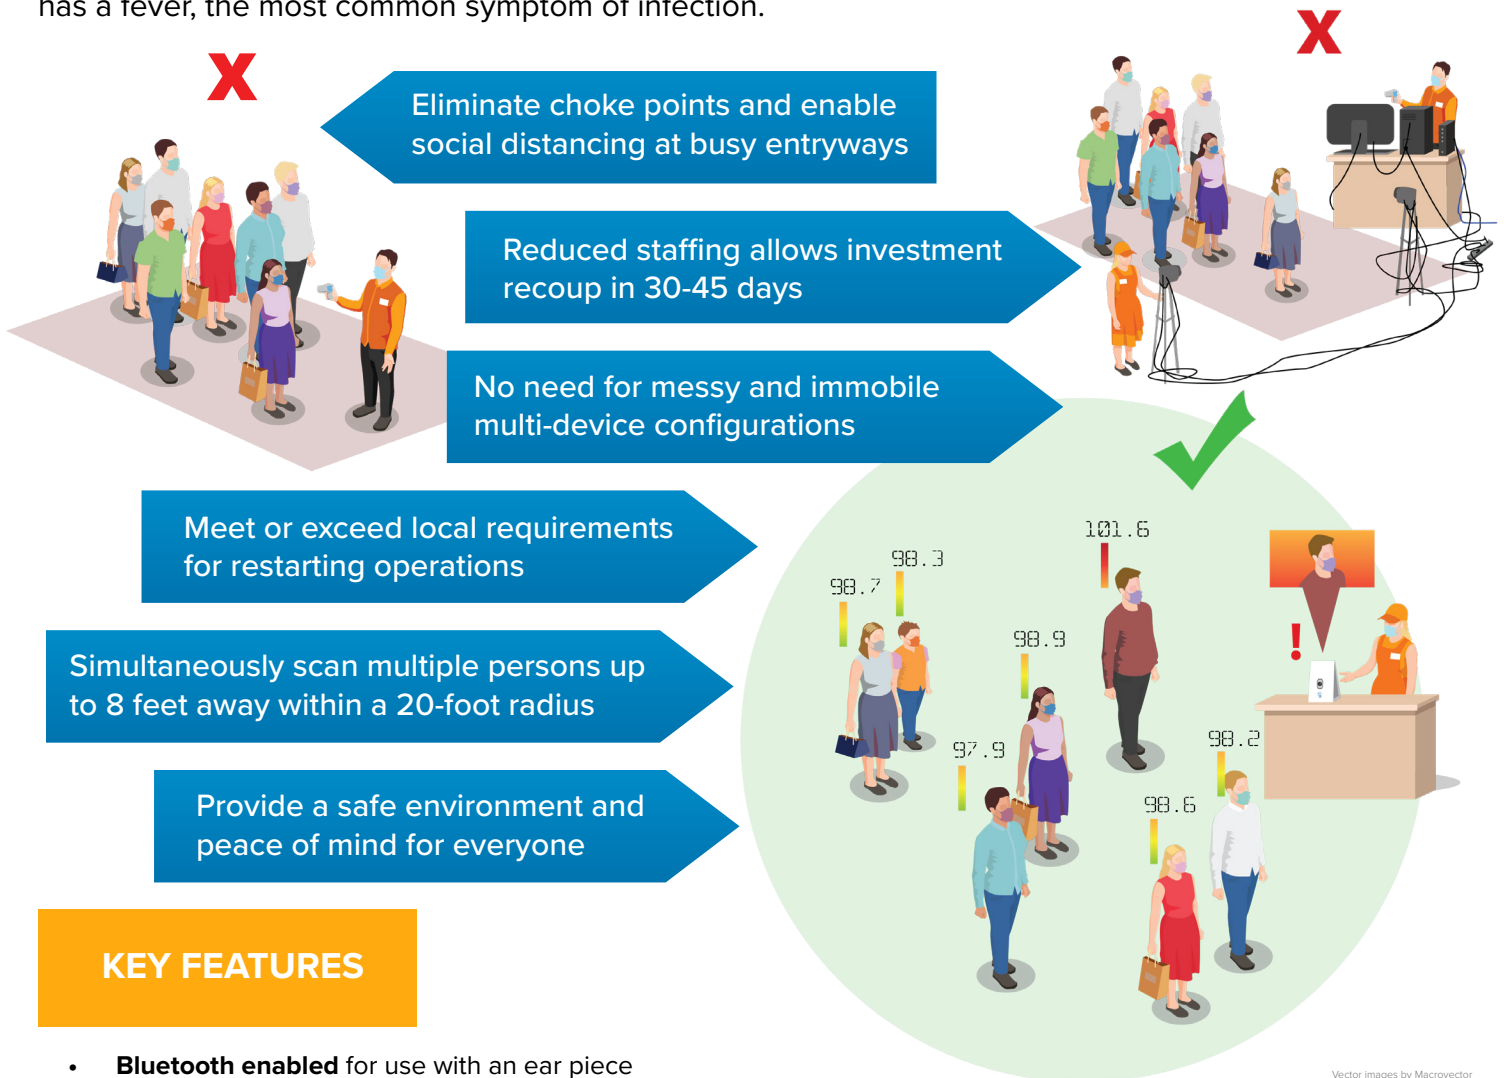 has a fever, the most common symptom of infection.
X
X
Eliminate choke points and enable
social distancing at busy entryways
Reduced staffing allows investment
recoup in 30-45 days
No need for messy and immobile
multi-device configurations
Meet or exceed local requirements
for restarting operations
Simultaneously scan multiple persons up
to 8 feet away within a 20-foot radius
Provide a safe environment and
peace of mind for everyone
101.6
98.3
98.7
98.9
!
98.2
97.9
98.6
KEY FEATURES
• Bluetooth enabled for use with an ear piece
Vector images by Macrovector